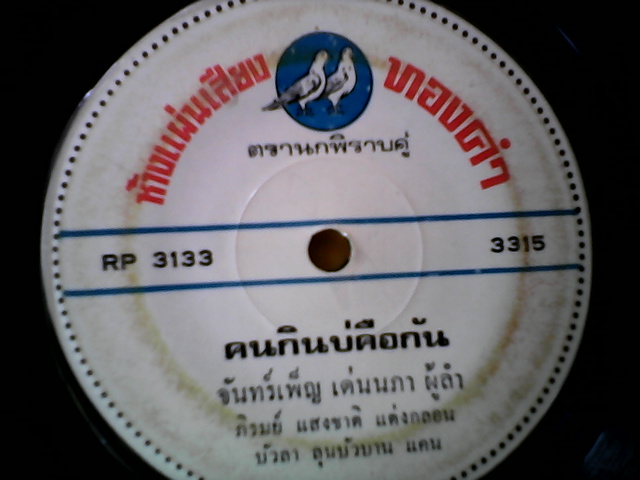 ห้างแผ่นเสียง ทองคำ
ตรานกพิราบคู่
RP 3133
3315
คนกินบ่คือกัน
จันทร์เพ็ญ เด่นนภา ผู้ลำ
ภิรมย์ แสงชาติ แต่งกลอน
บัวลา ลุนบัวบาน แคน